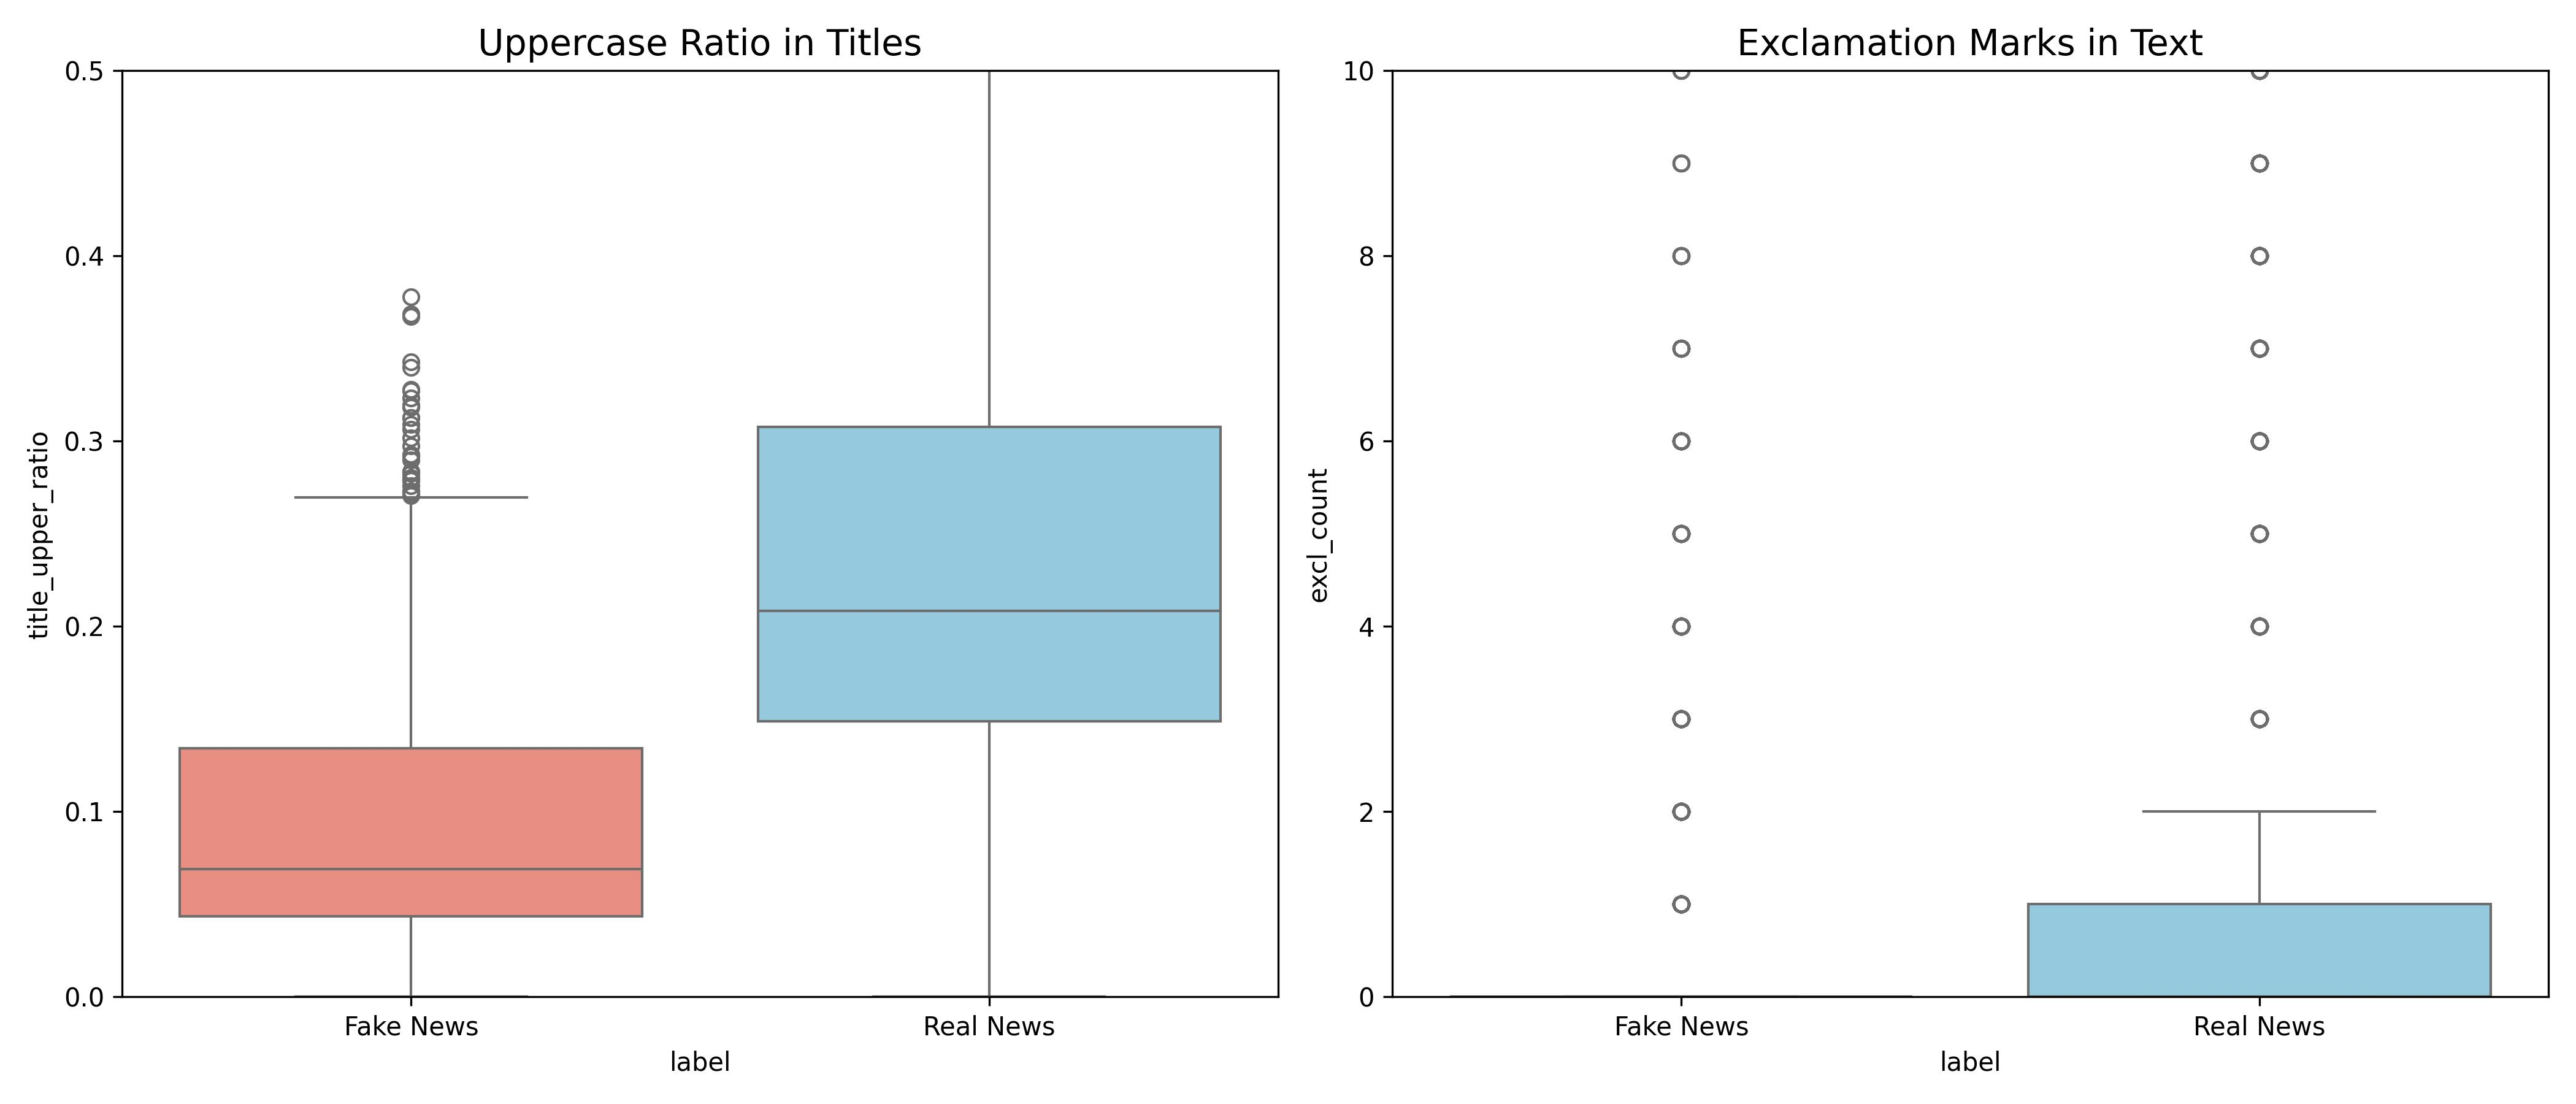 Uppercase Ratio in Titles
title_upper_ratio
0.5
0.4
0.3
0.2
0.1
0.0
Fake News
Real News
label
Exclamation Marks in Text
excl_count
10
8
6
4
2
0
Fake News
Real News
label